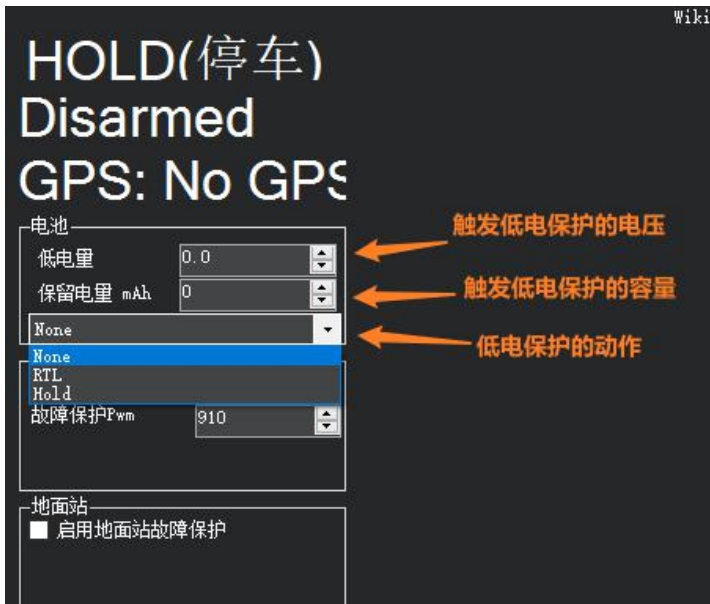 Wiki
HOLD(停车)
Disarmed
GPS: No GPS
电池
低电量 0.0 触发低电保护的电压
保留电量 mAh 0 触发低电保护的容量
None 低电保护的动作
None
RTL
Hold
故障保护Pwm 910
地面站
启用地面站故障保护